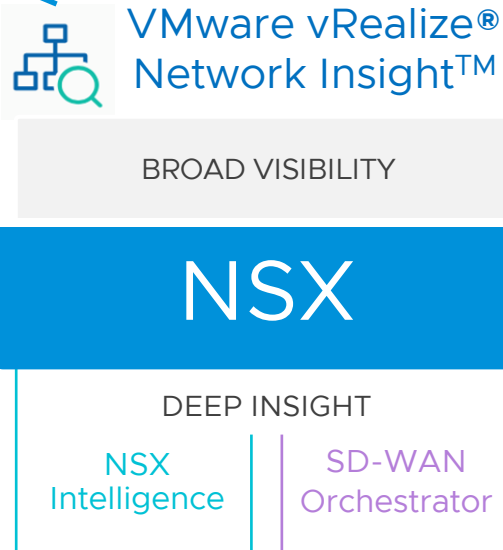 VMware vRealize®
Network Insight™
BROAD VISIBILITY
NSX
DEEP INSIGHT
NSX
Intelligence
SD-WAN
Orchestrator